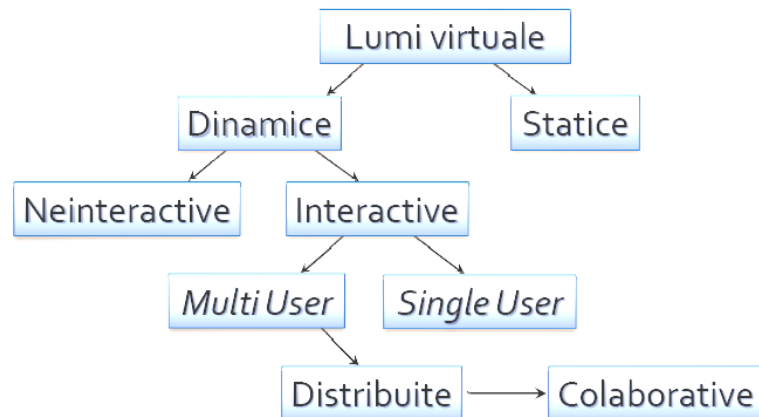 Lumi virtuale
Dinamice
Statice
Neinteractive
Interactive
Multi User
Single User
Distribuite
Colaborative